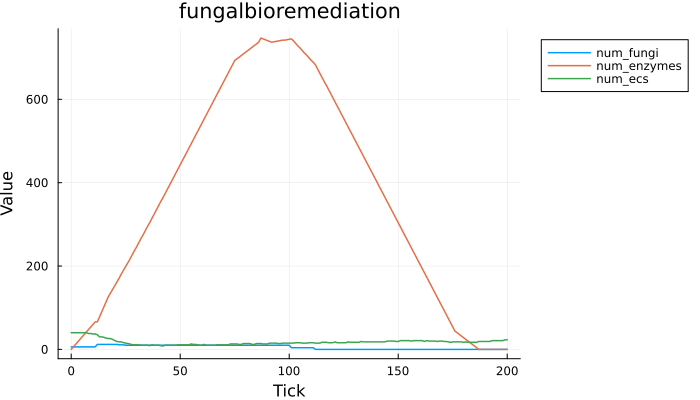 fungalbioremediation
Value
600
400
200
0
0 50 100 150 200
Tick
num_fungi
num_enzymes
num_ecs